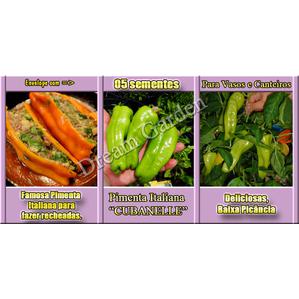 Envelope com =>
05 sementes
Para Vasos e Canteiros
Dream Garden
Famosa Pimenta
Italiana para
fazer recheadas.
Pimenta Italiana
"CUBANELLE"
Deliciosas,
Baixa Picância